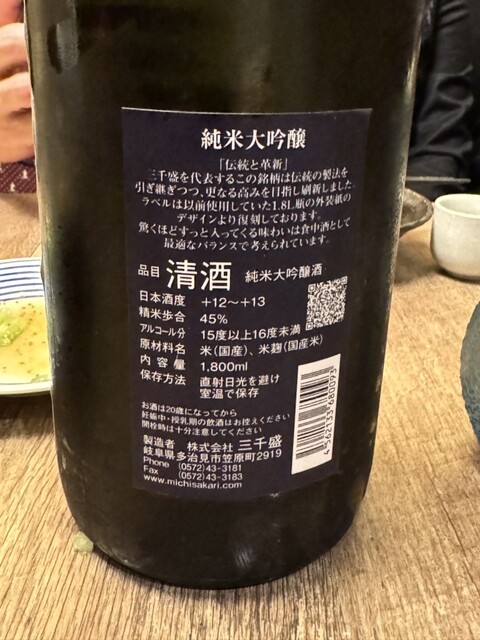 純米大吟醸
「伝統と革新」
三千盛を代表するこの銘柄は伝統の製法を
引き継ぎつつ、更なる高みを目指し刷新しました。
ラベルは以前使用していた1.8L瓶の外装紙の
デザインより復刻しております。
驚くほどすっと入ってくる味わいは食中酒として
最適なバランスで考えられています。
品目 清酒 純米大吟醸酒
日本酒度 +12〜+13
精米歩合 45%
アルコール分 15度以上16度未満
原材料名 米(国産)、米麹(国産米)
内容量 1,800ml
保存方法 直射日光を避け
室温で保存
お酒は20歳になってから
妊娠中・授乳期の飲酒はお控えください
開栓時は十分注意してください
製造者 株式会社 三千盛
岐阜県多治見市笠原町2919
Phone (0572)43-3181
Fax (0572)43-3183
www.michisakari.com
4 562135 680093